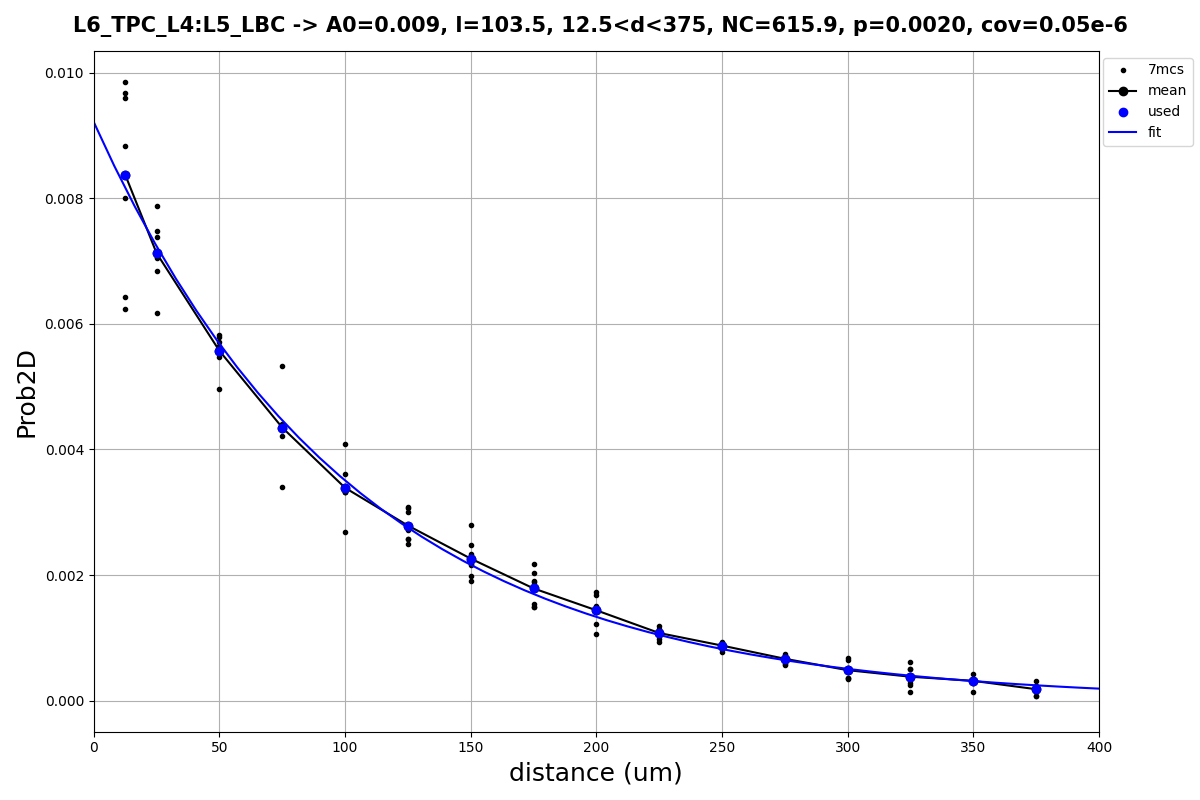 L6_TPC_L4:L5_LBC -> A0=0.009, l=103.5, 12.5<d<375, NC=615.9, p=0.0020, cov=0.05e-6
0.010
0.008
0.006
0.004
0.002
0.000
Prob2D
0 50 100 150 200 250 300 350 400
distance (um)
7mcs
mean
used
fit